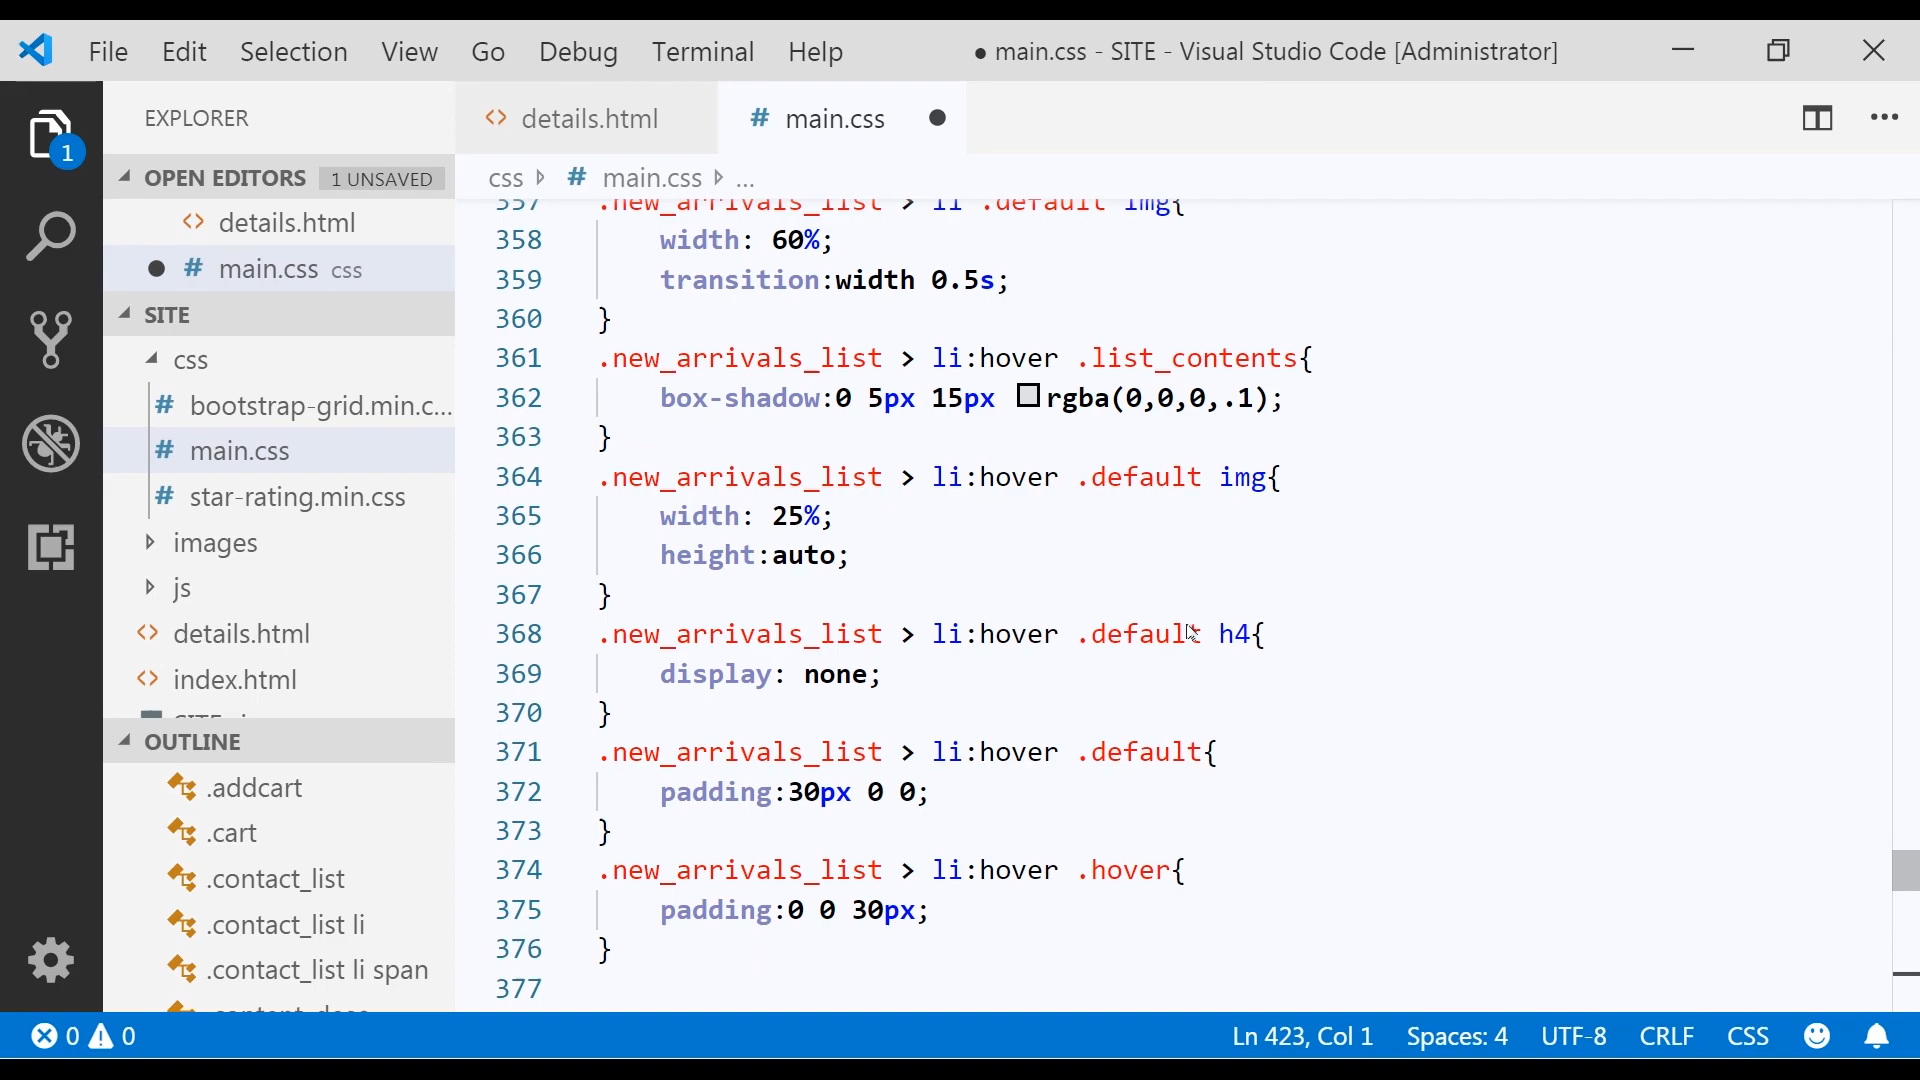 File Edit Selection View Go Debug Terminal Help ● main.css - SITE - Visual Studio Code [Administrator]
EXPLORER
1
OPEN EDITORS 1 UNSAVED
details.html
main.css css
SITE
css
bootstrap-grid.min.c...
main.css
star-rating.min.css
images
js
details.html
index.html
OUTLINE
.addcart
.cart
.contact_list
.contact_list li
.contact_list li span
details.html # main.css
css # main.css ...
357 .new_arrivals_list > li .default img{
358 width: 60%;
359 transition:width 0.5s;
360 }
361 .new_arrivals_list > li:hover .list_contents{
362 box-shadow:0 5px 15px rgba(0,0,0,.1);
363 }
364 .new_arrivals_list > li:hover .default img{
365 width: 25%;
366 height:auto;
367 }
368 .new_arrivals_list > li:hover .default h4{
369 display: none;
370 }
371 .new_arrivals_list > li:hover .default{
372 padding:30px 0 0;
373 }
374 .new_arrivals_list > li:hover .hover{
375 padding:0 0 30px;
376 }
377
0 0 Ln 423, Col 1 Spaces: 4 UTF-8 CRLF CSS